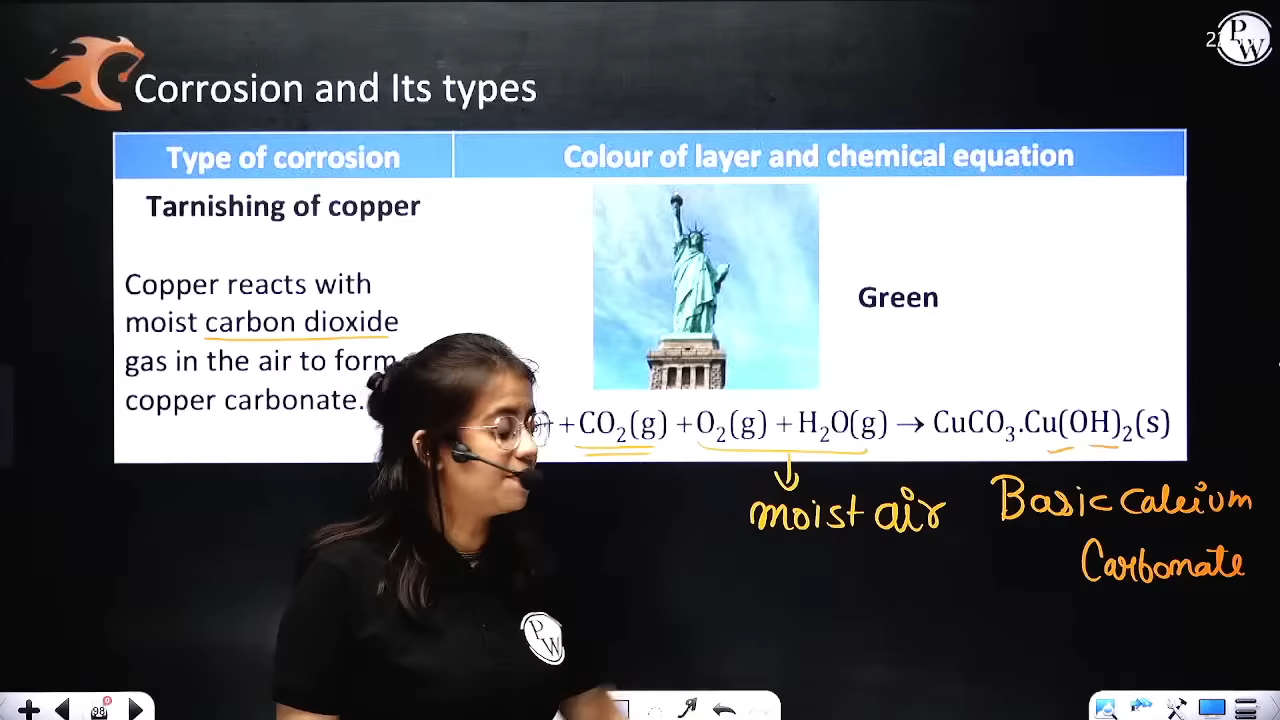 P
W
Corrosion and Its types
Type of corrosion
Colour of layer and chemical equation
Tarnishing of copper
Copper reacts with
moist carbon dioxide
gas in the air to form
copper carbonate.
Green
+CO₂(g) +O₂(g) +H₂O(g) → CuCO₃.Cu(OH)₂(s)
moist air
Basic calcium
Carbonate
P
W
98